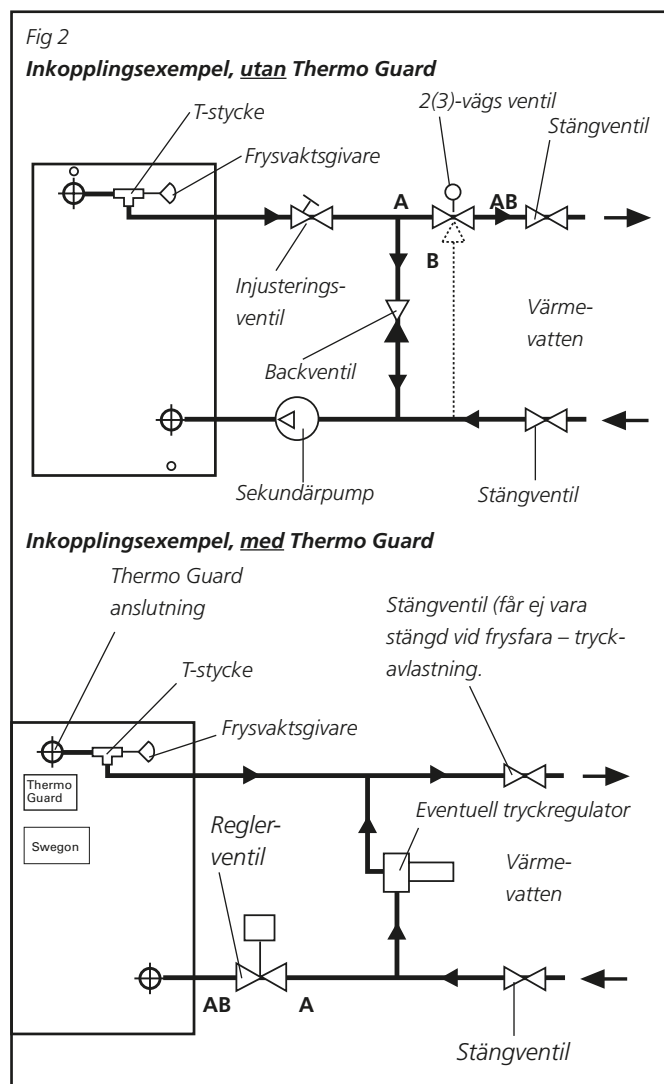 Fig 2
Inkopplingsexempel, utan Thermo Guard
2(3)-vägs ventil
T-stycke
Stängventil
Frysvaktsgivare
A
AB
B
Injusterings-
ventil
Värme-
vatten
Backventil
Sekundärpump
Stängventil
Inkopplingsexempel, med Thermo Guard
Thermo Guard
anslutning
Stängventil (får ej vara
stängd vid frysfara – tryck-
avlastning.
T-stycke
Frysvaktsgivare
Thermo
Guard
Eventuell tryckregulator
Swegon
Regler-
ventil
Värme-
vatten
AB
A
Stängventil